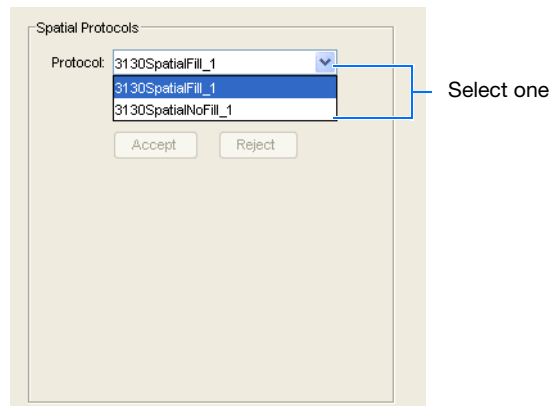 Spatial Protocols
Protocol: 3130SpatialFill_1
3130SpatialFill_1
3130SpatialNoFill_1
Select one
Accept Reject